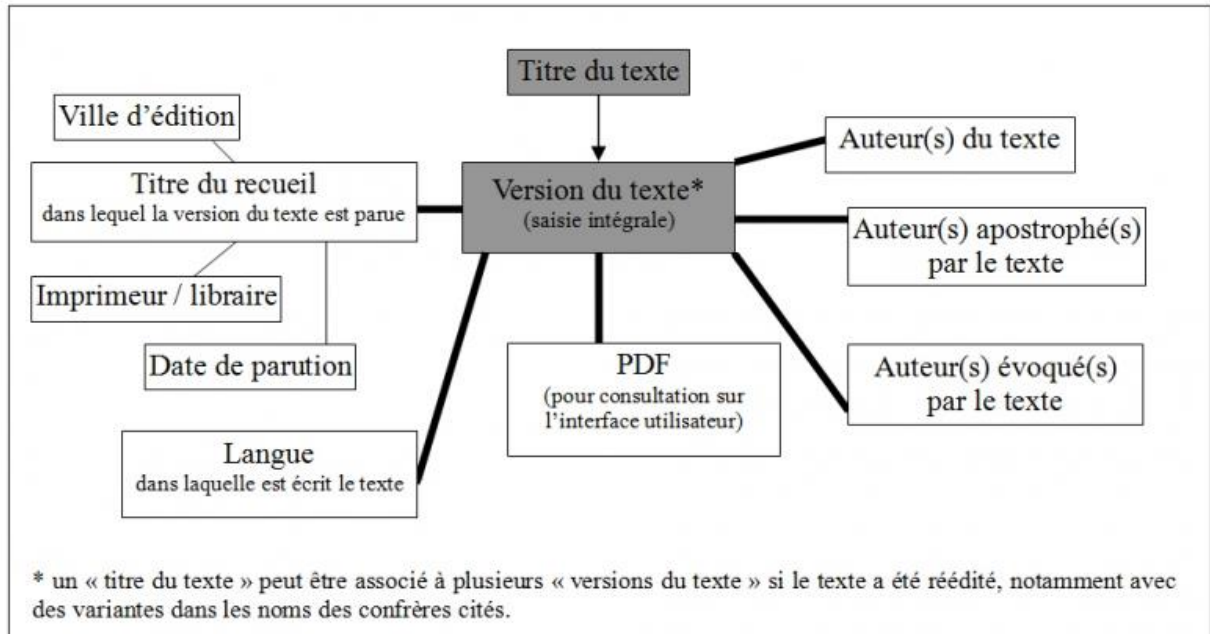 Titre du texte
Ville d’édition
Titre du recueil
dans lequel la version du texte est parue
Imprimeur / libraire
Date de parution
Version du texte*
(saisie intégrale)
Auteur(s) du texte
Auteur(s) apostrophé(s)
par le texte
Auteur(s) évoqué(s)
par le texte
PDF
(pour consultation sur
l’interface utilisateur)
Langue
dans laquelle est écrit le texte
* un « titre du texte » peut être associé à plusieurs « versions du texte » si le texte a été réédité, notamment avec
des variantes dans les noms des confrères cités.